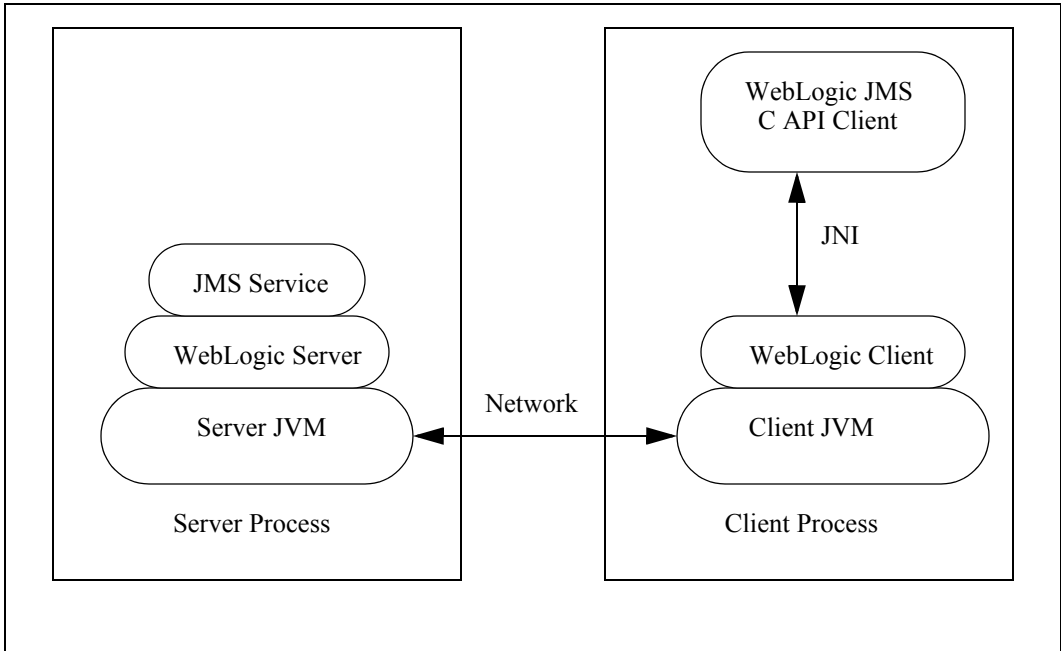 WebLogic JMS
C API Client
JNI
JMS Service
WebLogic Server
Server JVM
Server Process
Network
WebLogic Client
Client JVM
Client Process